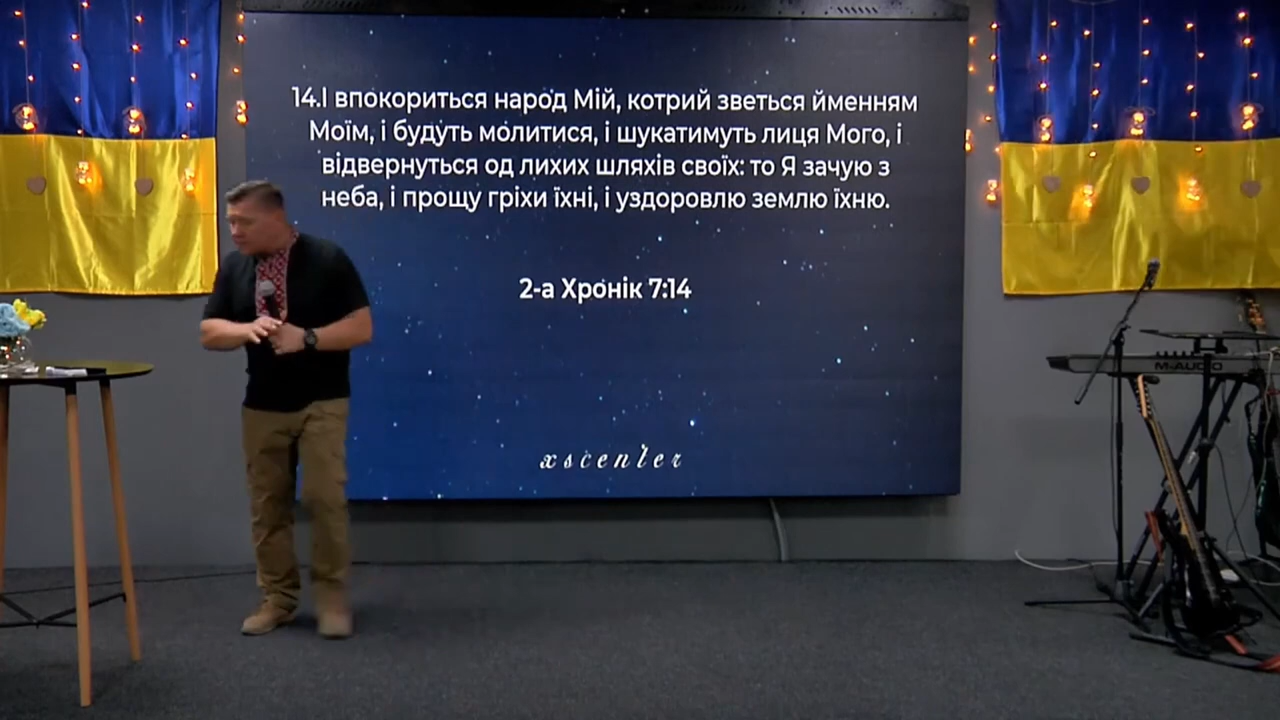 14.І впокориться народ Мій, котрий зветься йменням
Моїм, і будуть молитися, і шукатимуть лиця Мого, і
відвернуться од лихих шляхів своїх: то Я зачую з
неба, і прощу гріхи їхні, і уздоровлю землю їхню.
2-а Хронік 7:14
xscenter
M-AUDIO